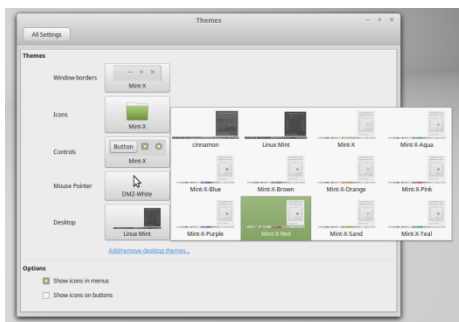 Themes
All Settings
Themes
Window borders
Mint-X
Icons
Mint-X
Controls
Button
Mint-X
Mouse Pointer
DMZ-White
Desktop
Linux Mint
cinnamon
Linux Mint
Mint-X
Mint-X-Aqua
Mint-X-Blue
Mint-X-Brown
Mint-X-Orange
Mint-X-Pink
Mint-X-Purple
Mint-X-Red
Mint-X-Sand
Mint-X-Teal
Add/remove desktop themes...
Options
Show icons in menus
Show icons on buttons